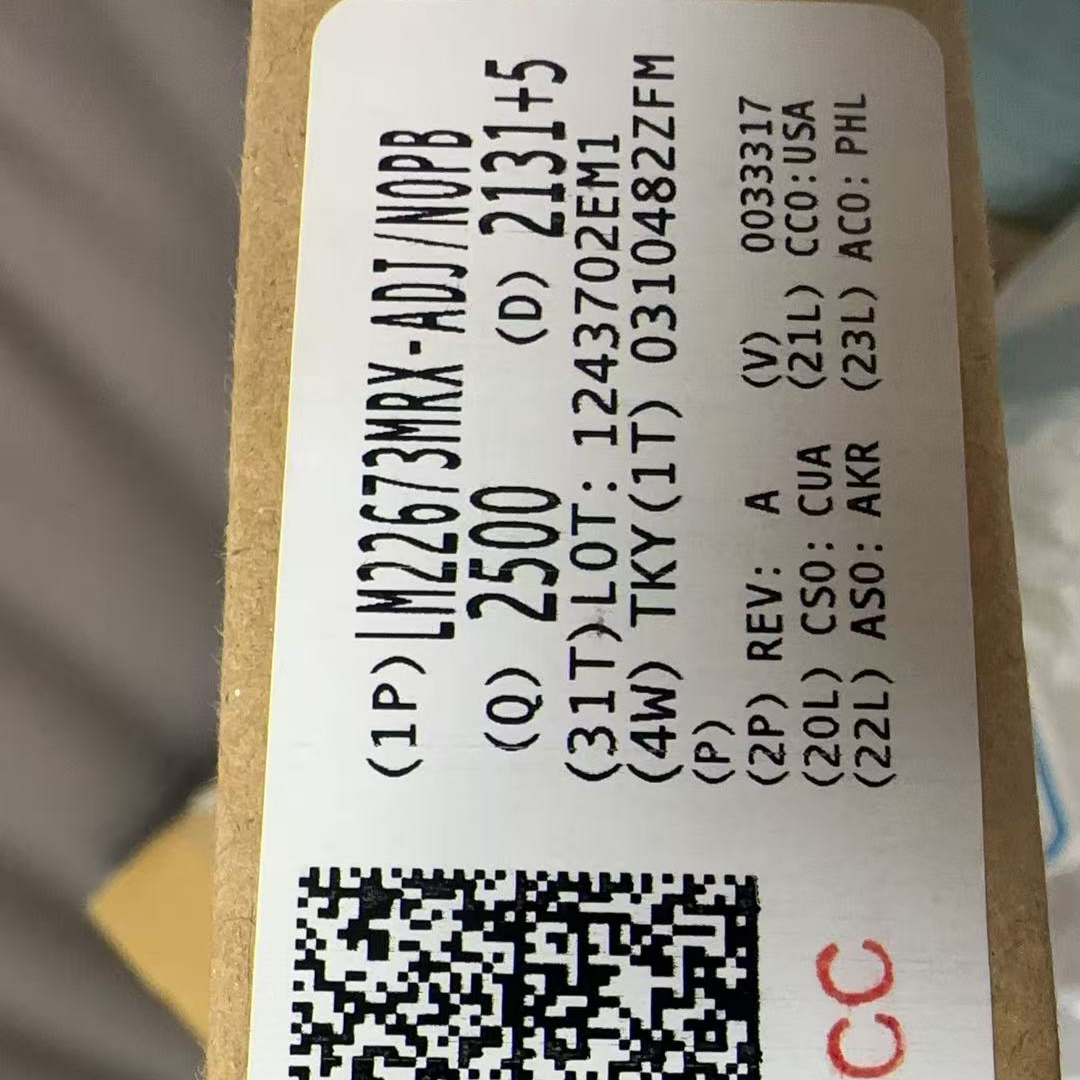 (1P)LM22673MRX-ADJ/NOPB
(Q) 2500 (D) 2131+5
(31T)LOT: 1243702EM1
(4W) TKY(1T) 0310482ZFM
(P)
(2P) REV: A (V) 0033317
(20L) CSO: CUA (21L) CCO:USA
(22L) ASO: AKR (23L) ACO: PHL
CC